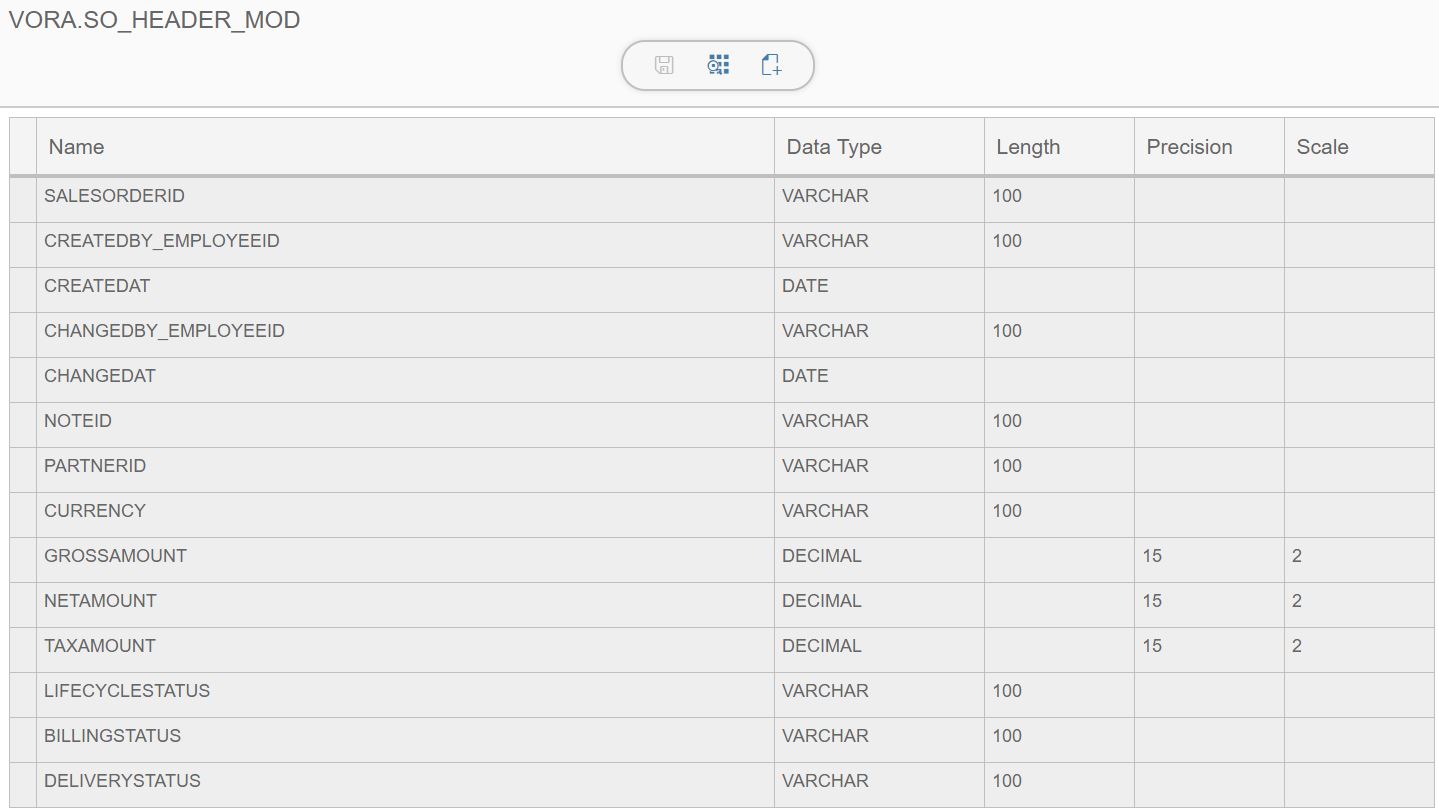 VORA.SO_HEADER_MOD
Name Data Type Length Precision Scale
SALESORDERID VARCHAR 100
CREATEDBY_EMPLOYEEID VARCHAR 100
CREATEDAT DATE
CHANGEDBY_EMPLOYEEID VARCHAR 100
CHANGEDAT DATE
NOTEID VARCHAR 100
PARTNERID VARCHAR 100
CURRENCY VARCHAR 100
GROSSAMOUNT DECIMAL 15 2
NETAMOUNT DECIMAL 15 2
TAXAMOUNT DECIMAL 15 2
LIFECYCLESTATUS VARCHAR 100
BILLINGSTATUS VARCHAR 100
DELIVERYSTATUS VARCHAR 100